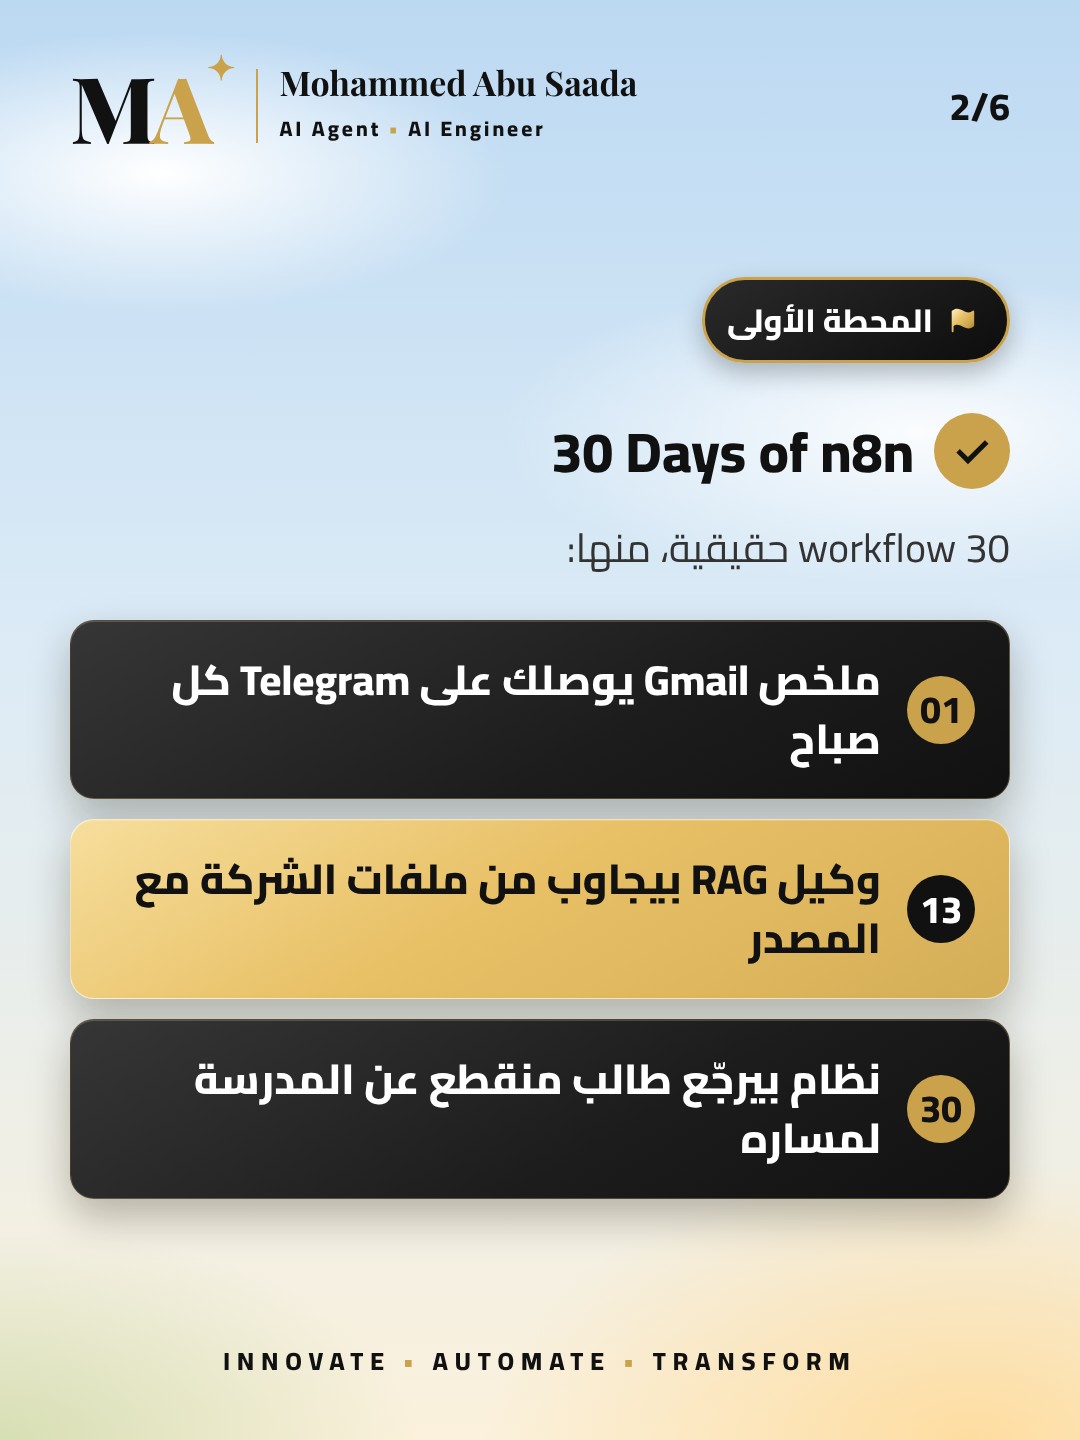 MA
Mohammed Abu Saada
AI Agent ▪ AI Engineer
2/6
المحطة الأولى
30 Days of n8n
30 workflow حقيقية، منها:
01
ملخص Gmail يوصلك على Telegram كل
صباح
13
وكيل RAG بيجاوب من ملفات الشركة مع
المصدر
30
نظام بيرجّع طالب منقطع عن المدرسة
لمساره
INNOVATE ▪ AUTOMATE ▪ TRANSFORM